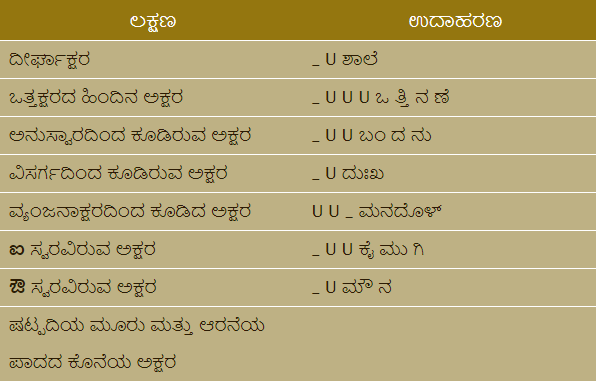 ಲಕ್ಷಣ ಉದಾಹರಣ
ದೀರ್ಘಾಕ್ಷರ _ U ಶಾಲೆ
ಒತ್ತಕ್ಷರದ ಹಿಂದಿನ ಅಕ್ಷರ _ U U U ಒ ತ್ತಿ ನ ಣೆ
ಅನುಸ್ವಾರದಿಂದ ಕೂಡಿರುವ ಅಕ್ಷರ _ U U ಬಂ ದ ನು
ವಿಸರ್ಗದಿಂದ ಕೂಡಿರುವ ಅಕ್ಷರ _ U ದುಃಖ
ವ್ಯಂಜನಾಕ್ಷರದಿಂದ ಕೂಡಿದ ಅಕ್ಷರ U U _ ಮನದೊಳ್
ಐ ಸ್ವರವಿರುವ ಅಕ್ಷರ _ U U ಕೈ ಮು ಗಿ
ಔ ಸ್ವರವಿರುವ ಅಕ್ಷರ _ U ಮೌ ನ
ಷಟ್ಪದಿಯ ಮೂರು ಮತ್ತು ಆರನೆಯ
ಪಾದದ ಕೊನೆಯ ಅಕ್ಷರ